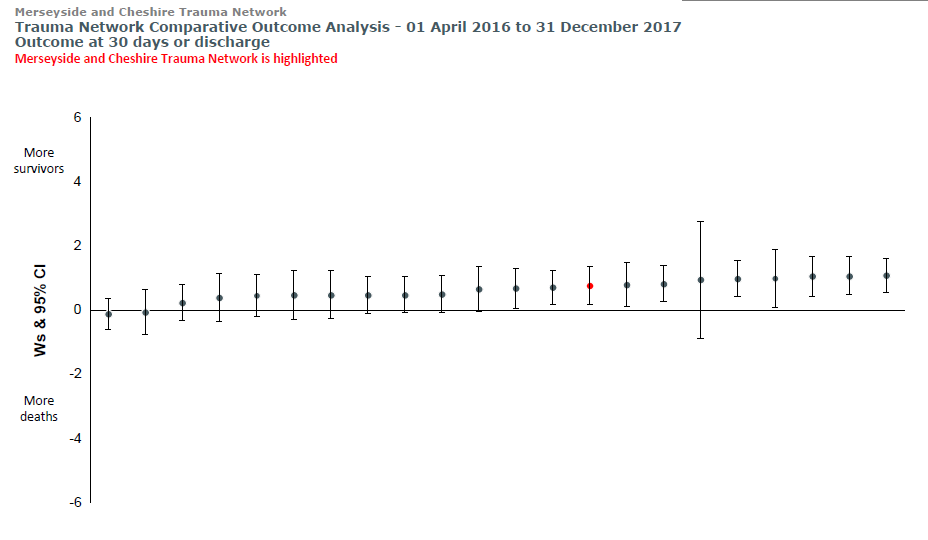 Merseyside and Cheshire Trauma Network
Trauma Network Comparative Outcome Analysis - 01 April 2016 to 31 December 2017
Outcome at 30 days or discharge
Merseyside and Cheshire Trauma Network is highlighted
6
More
survivors
4
2
Ws & 95% CI
0
-2
More
deaths
-4
-6